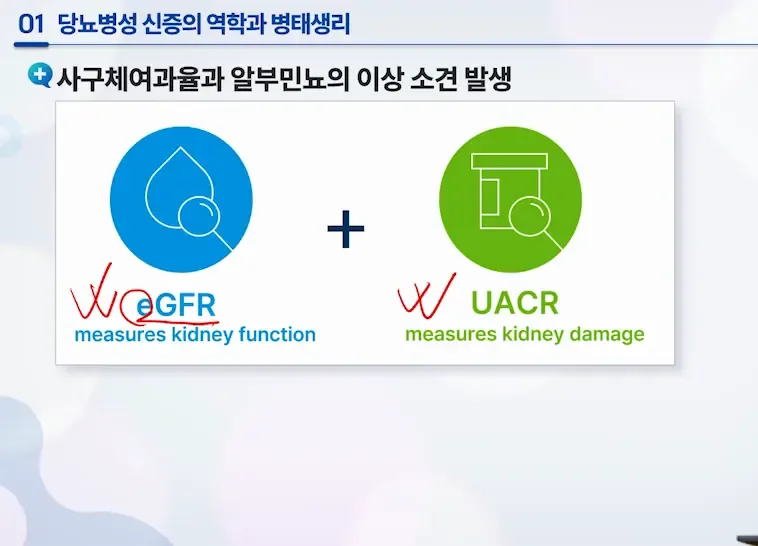 01 당뇨병성 신증의 역학과 병태생리
사구체여과율과 알부민뇨의 이상 소견 발생
eGFR
measures kidney function
+
UACR
measures kidney damage